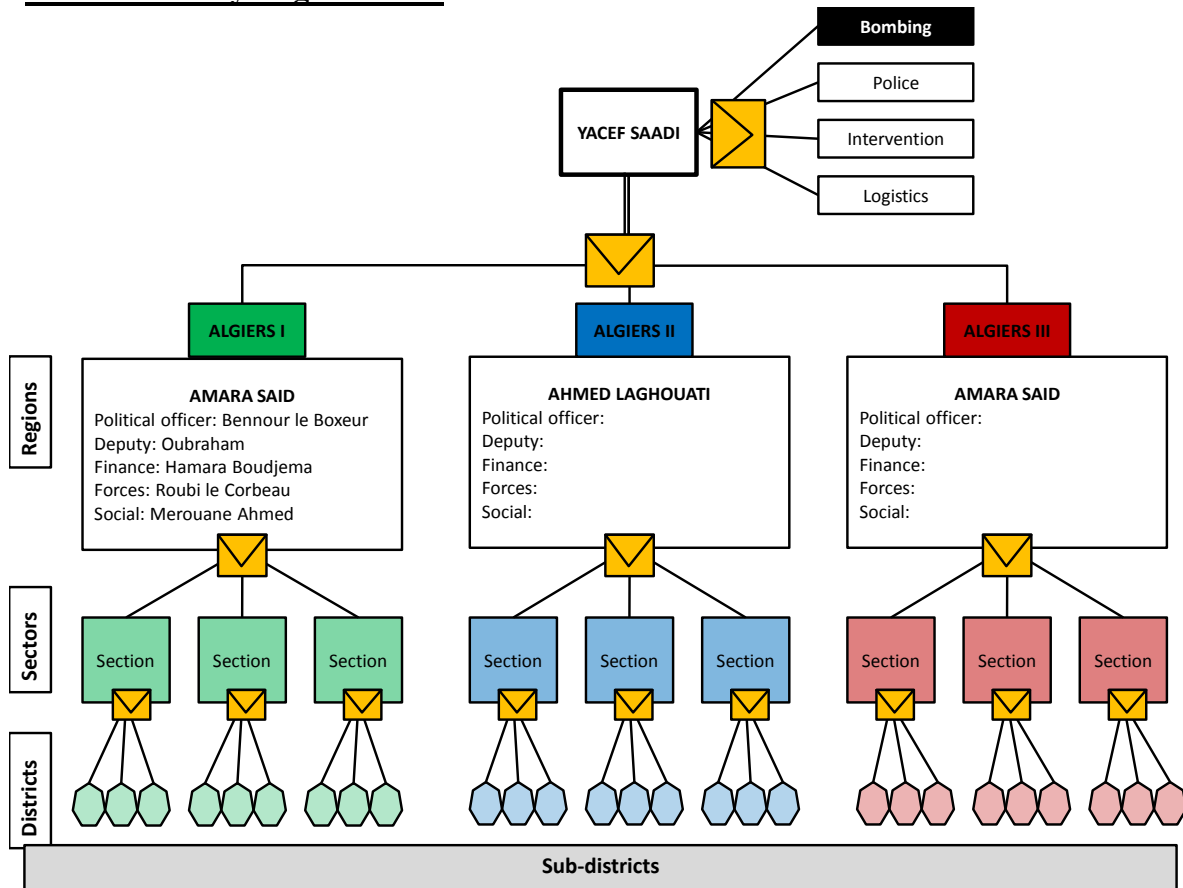 Bombing
Police
YACEF SAADI
Intervention
Logistics
ALGIERS I
ALGIERS II
ALGIERS III
Regions
AMARA SAID
Political officer: Bennour le Boxeur
Deputy: Oubraham
Finance: Hamara Boudjema
Forces: Roubi le Corbeau
Social: Merouane Ahmed
AHMED LAGHOUATI
Political officer:
Deputy:
Finance:
Forces:
Social:
AMARA SAID
Political officer:
Deputy:
Finance:
Forces:
Social:
Sectors
Section
Section
Section
Section
Section
Section
Section
Section
Section
Districts
Sub-districts